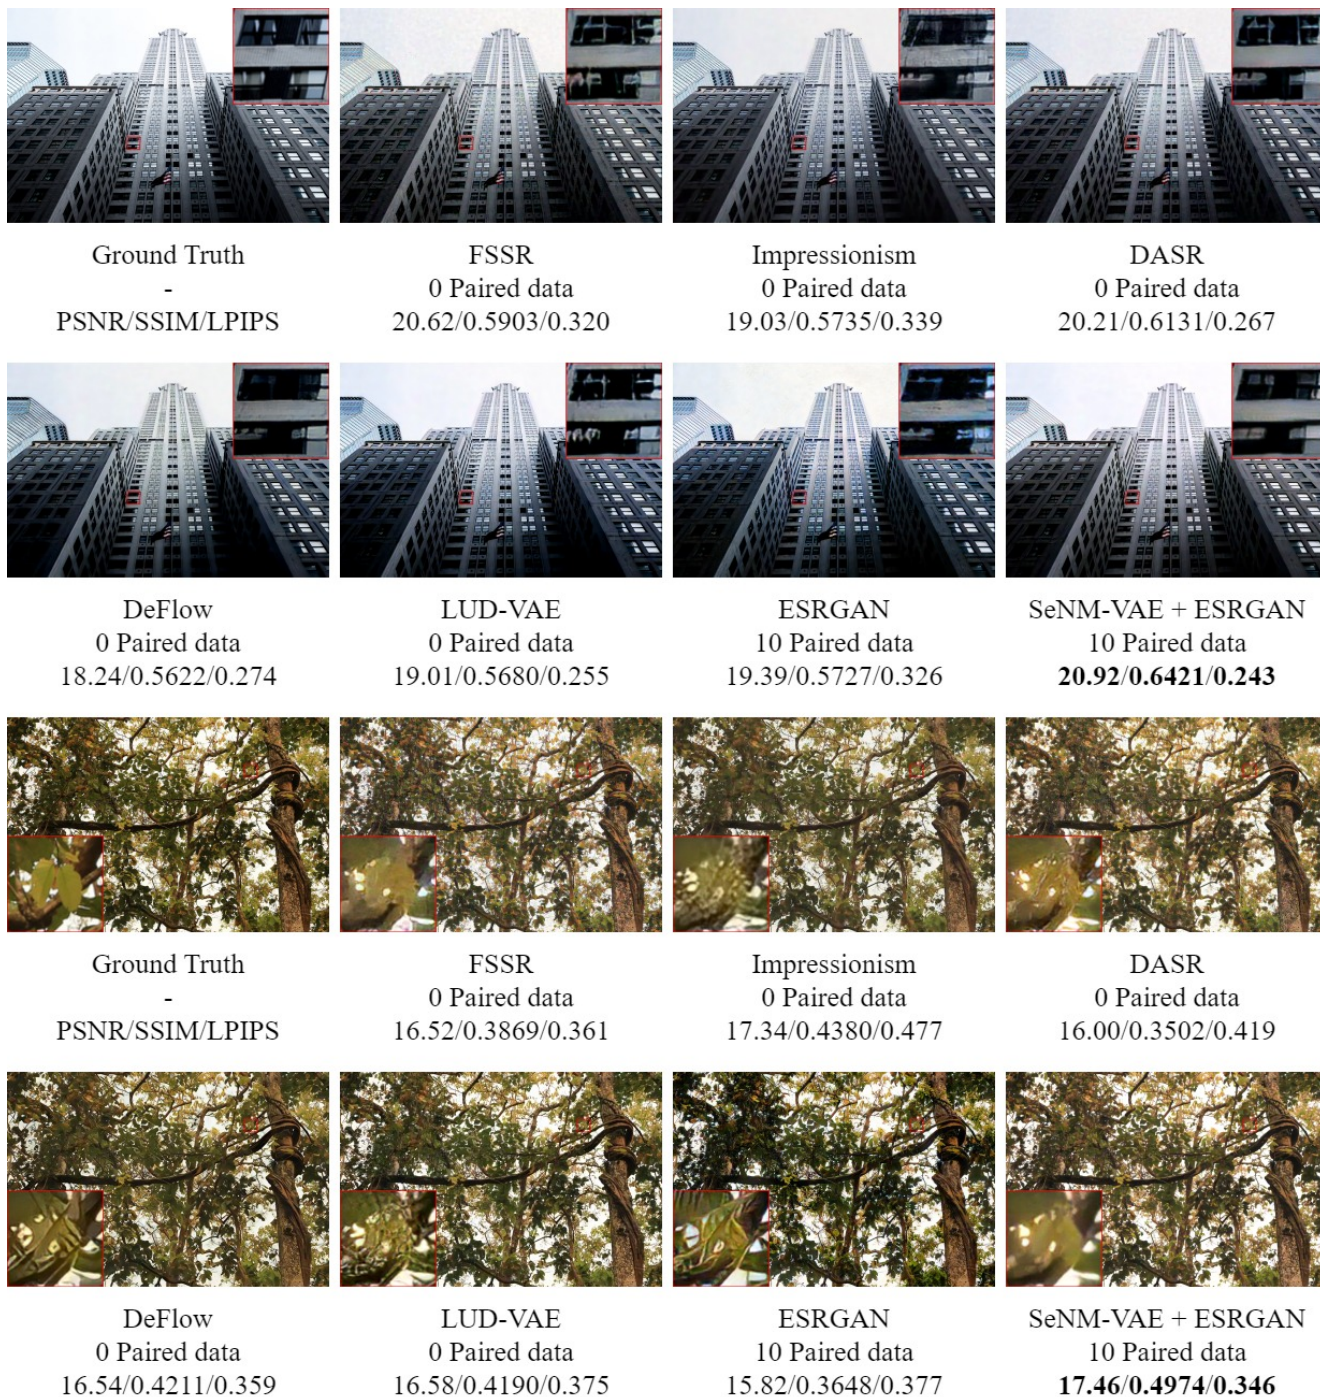 Ground Truth
-
PSNR/SSIM/LPIPS
FSSR
0 Paired data
20.62/0.5903/0.320
Impressionism
0 Paired data
19.03/0.5735/0.339
DASR
0 Paired data
20.21/0.6131/0.267
DeFlow
0 Paired data
18.24/0.5622/0.274
LUD-VAE
0 Paired data
19.01/0.5680/0.255
ESRGAN
10 Paired data
19.39/0.5727/0.326
SeNM-VAE + ESRGAN
10 Paired data
20.92/0.6421/0.243
Ground Truth
-
PSNR/SSIM/LPIPS
FSSR
0 Paired data
16.52/0.3869/0.361
Impressionism
0 Paired data
17.34/0.4380/0.477
DASR
0 Paired data
16.00/0.3502/0.419
DeFlow
0 Paired data
16.54/0.4211/0.359
LUD-VAE
0 Paired data
16.58/0.4190/0.375
ESRGAN
10 Paired data
15.82/0.3648/0.377
SeNM-VAE + ESRGAN
10 Paired data
17.46/0.4974/0.346